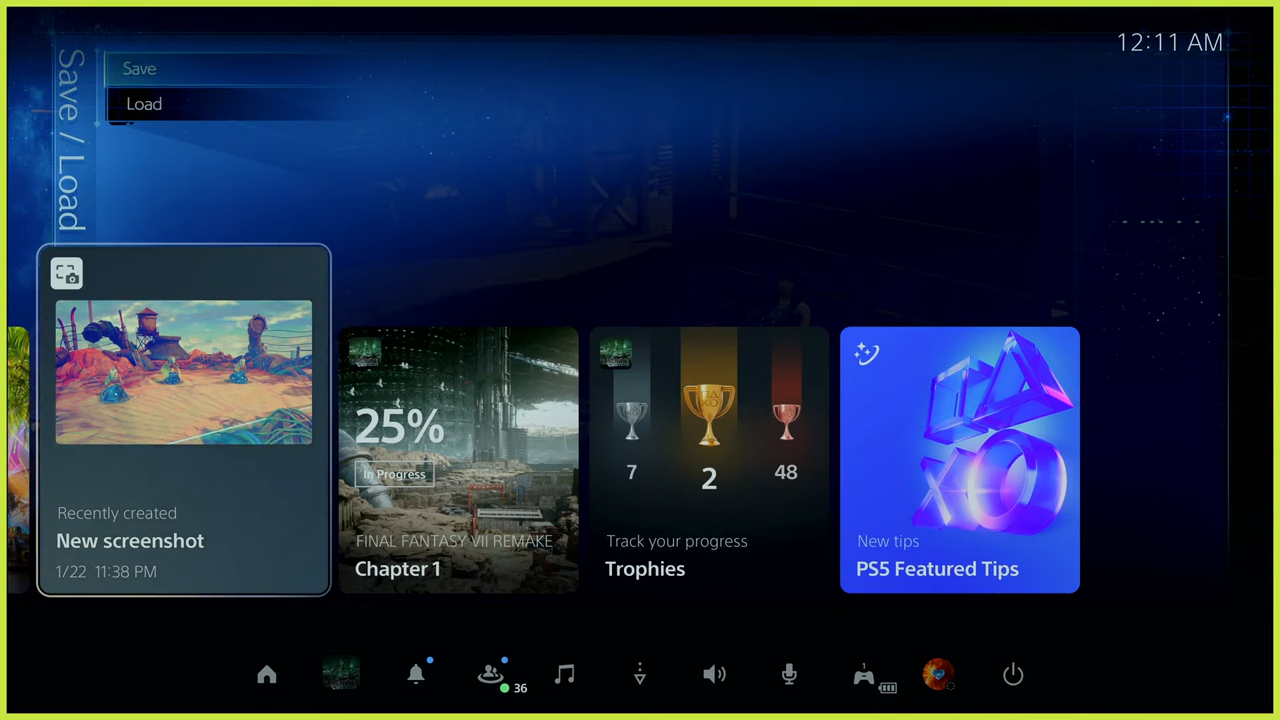 12:11 AM
Save / Load
Save
Load
Recently created
New screenshot
1/22 11:38 PM
25%
In Progress
FINAL FANTASY VII REMAKE
Chapter 1
7
2
48
Track your progress
Trophies
New tips
PS5 Featured Tips
36
1